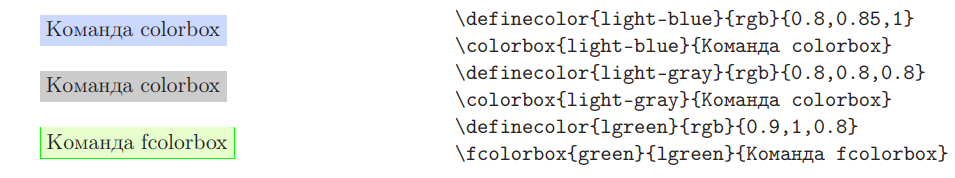 Команда colorbox
Команда colorbox
Команда fcolorbox
\definecolor{light-blue}{rgb}{0.8,0.85,1}
\colorbox{light-blue}{Команда colorbox}
\definecolor{light-gray}{rgb}{0.8,0.8,0.8}
\colorbox{light-gray}{Команда colorbox}
\definecolor{lgreen}{rgb}{0.9,1,0.8}
\fcolorbox{green}{lgreen}{Команда fcolorbox}